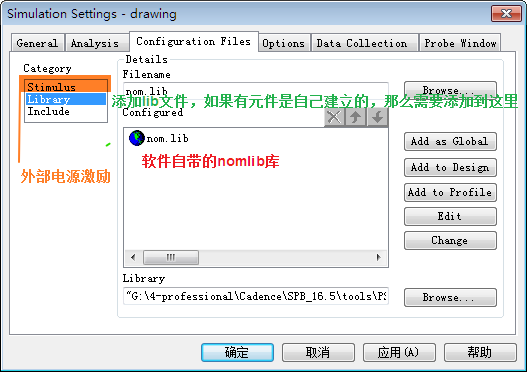 Simulation Settings - drawing
General
Analysis
Configuration Files
Options
Data Collection
Probe Window
Category
Stimulus
Library
Include
Details
Filename
nom.lib
Browse...
添加lib文件，如果有元件是自己建立的，那么需要添加到这里
Configured
nom.lib
软件自带的nomlib库
外部电源激励
Add as Global
Add to Design
Add to Profile
Edit
Change
Library
"G:\4-professional\Cadence\SPB_16.5\tools\PS
Browse...
确定
取消
应用(A)
帮助